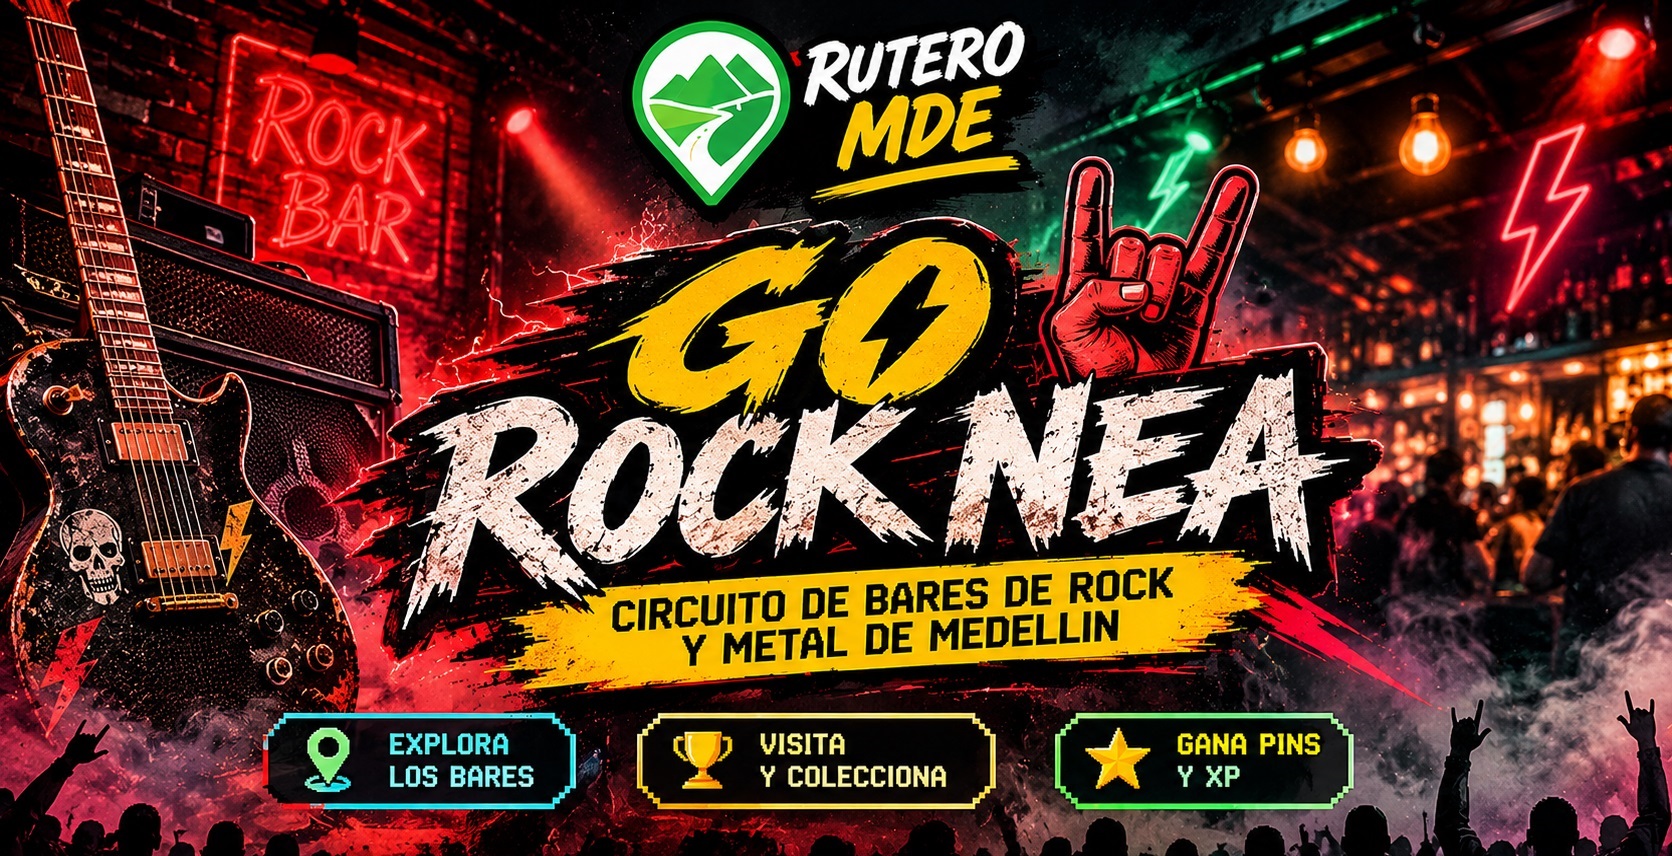 ROCK
BAR
RUTERO
MDE
GO
ROCK NEA
CIRCUITO DE BARES DE ROCK
Y METAL DE MEDELLIN
EXPLORA
LOS BARES
VISITA
Y COLECCIONA
GANA PINS
Y XP